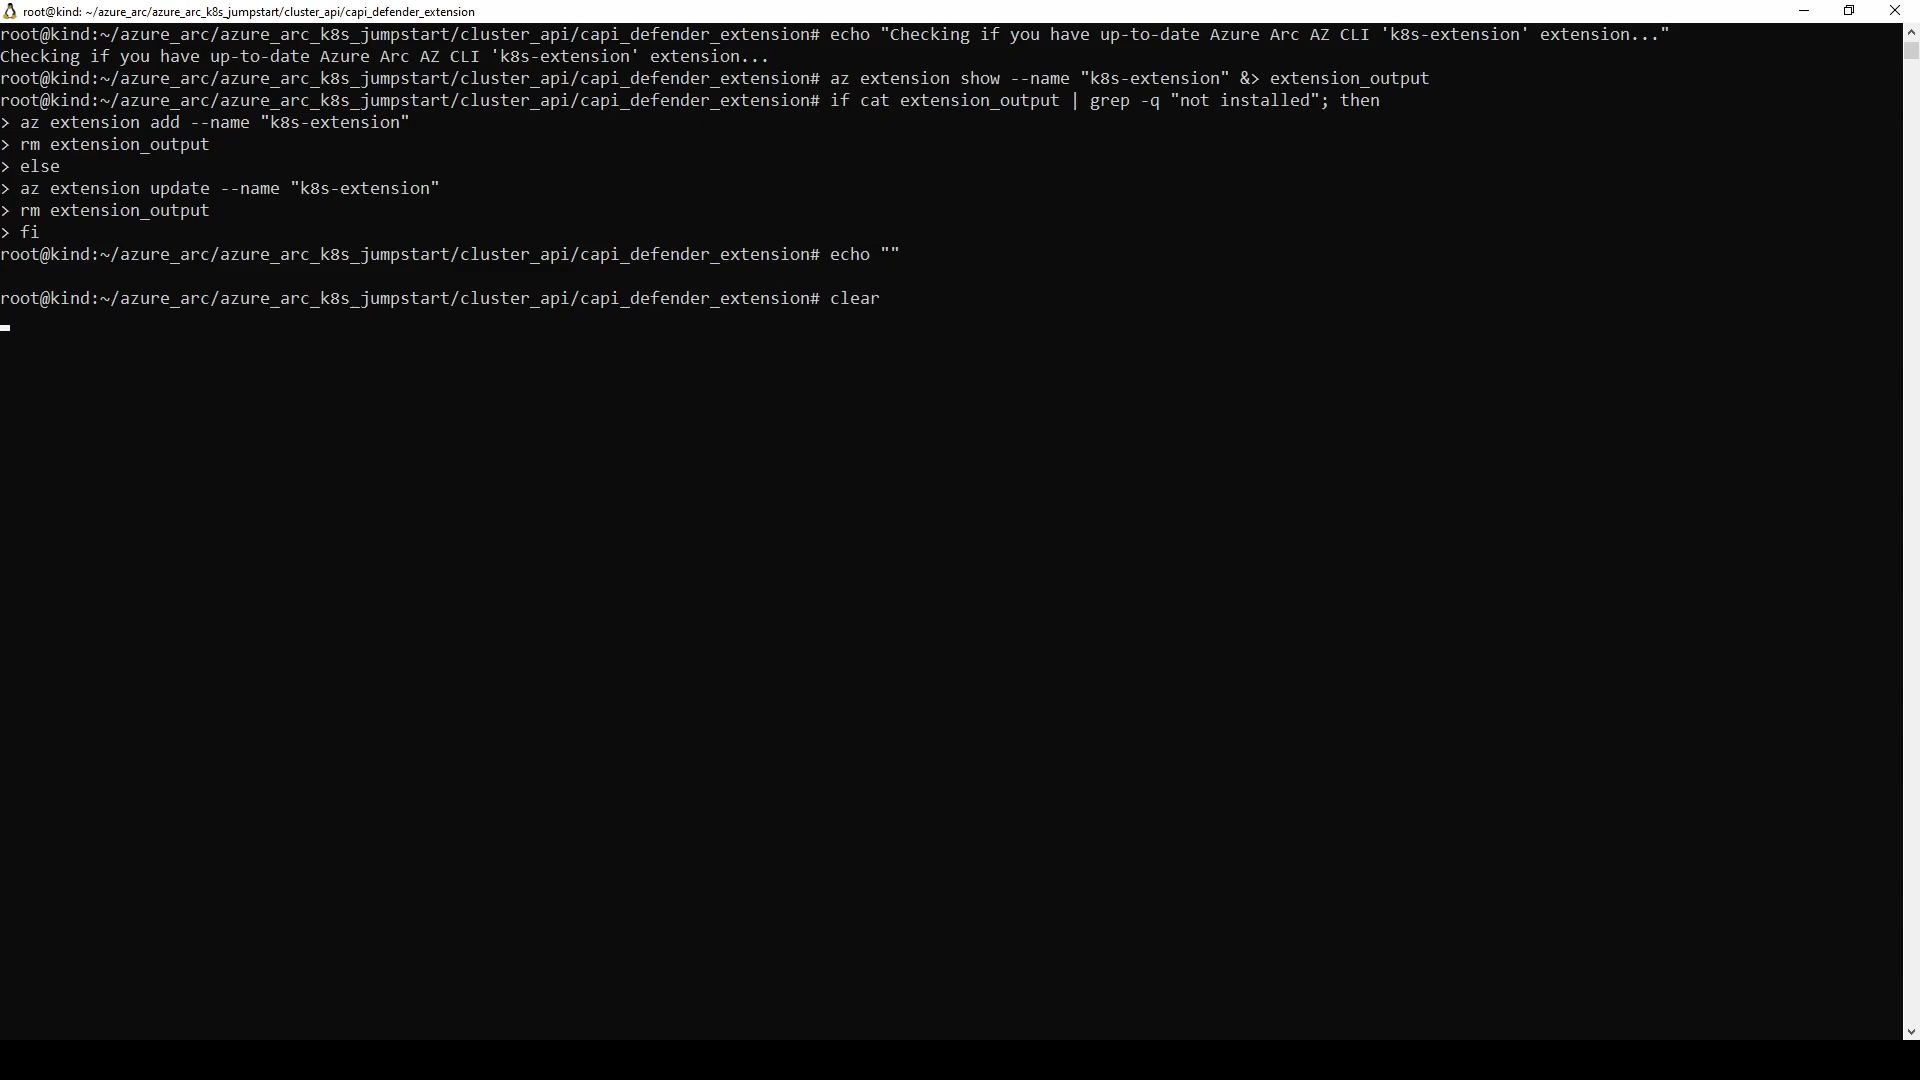 root@kind: ~/azure_arc/azure_arc_k8s_jumpstart/cluster_api/capi_defender_extension
root@kind:~/azure_arc/azure_arc_k8s_jumpstart/cluster_api/capi_defender_extension# echo "Checking if you have up-to-date Azure Arc AZ CLI 'k8s-extension' extension..."
Checking if you have up-to-date Azure Arc AZ CLI 'k8s-extension' extension...
root@kind:~/azure_arc/azure_arc_k8s_jumpstart/cluster_api/capi_defender_extension# az extension show --name "k8s-extension" &> extension_output
root@kind:~/azure_arc/azure_arc_k8s_jumpstart/cluster_api/capi_defender_extension# if cat extension_output | grep -q "not installed"; then
> az extension add --name "k8s-extension"
> rm extension_output
> else
> az extension update --name "k8s-extension"
> rm extension_output
> fi
root@kind:~/azure_arc/azure_arc_k8s_jumpstart/cluster_api/capi_defender_extension# echo ""
root@kind:~/azure_arc/azure_arc_k8s_jumpstart/cluster_api/capi_defender_extension# clear